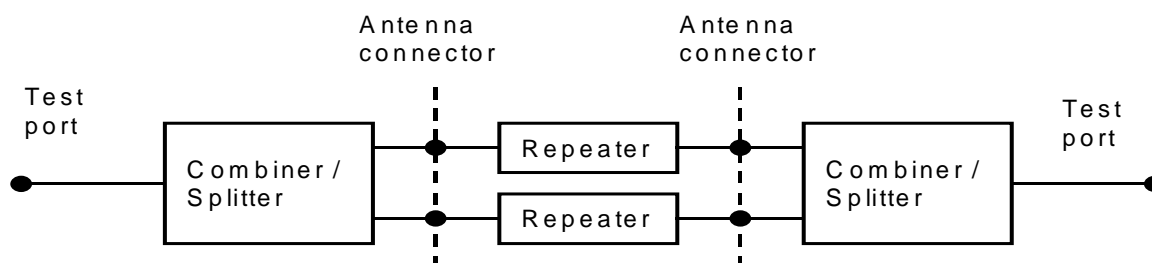 Antenna
connector
Antenna
connector
Test
port
Test
port
Combiner /
Splitter
Repeater
Repeater
Combiner /
Splitter